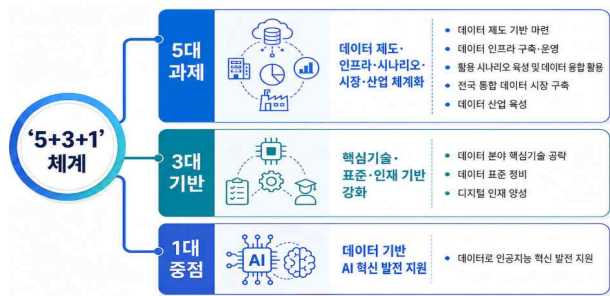 '5+3+1'
체계
5대
과제
데이터 제도·
인프라·시나리오·
시장·산업 체계화
• 데이터 제도 기반 마련
• 데이터 인프라 구축·운영
• 활용 시나리오 육성 및 데이터 융합 활용
• 전국 통합 데이터 시장 구축
• 데이터 산업 육성
3대
기반
핵심기술·
표준·인재 기반
강화
• 데이터 분야 핵심기술 공략
• 데이터 표준 정비
• 디지털 인재 양성
1대
중점
AI
데이터 기반
AI 혁신 발전 지원
• 데이터로 인공지능 혁신 발전 지원